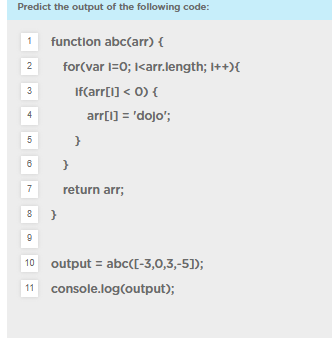 Predict the output of the following code:
1 function abc(arr) {
2 for(var i=0; i<arr.length; i++){
3 if(arr[i] < 0) {
4 arr[i] = 'dojo';
5 }
6 }
7 return arr;
8 }
9
10 output = abc([-3,0,3,-5]);
11 console.log(output);